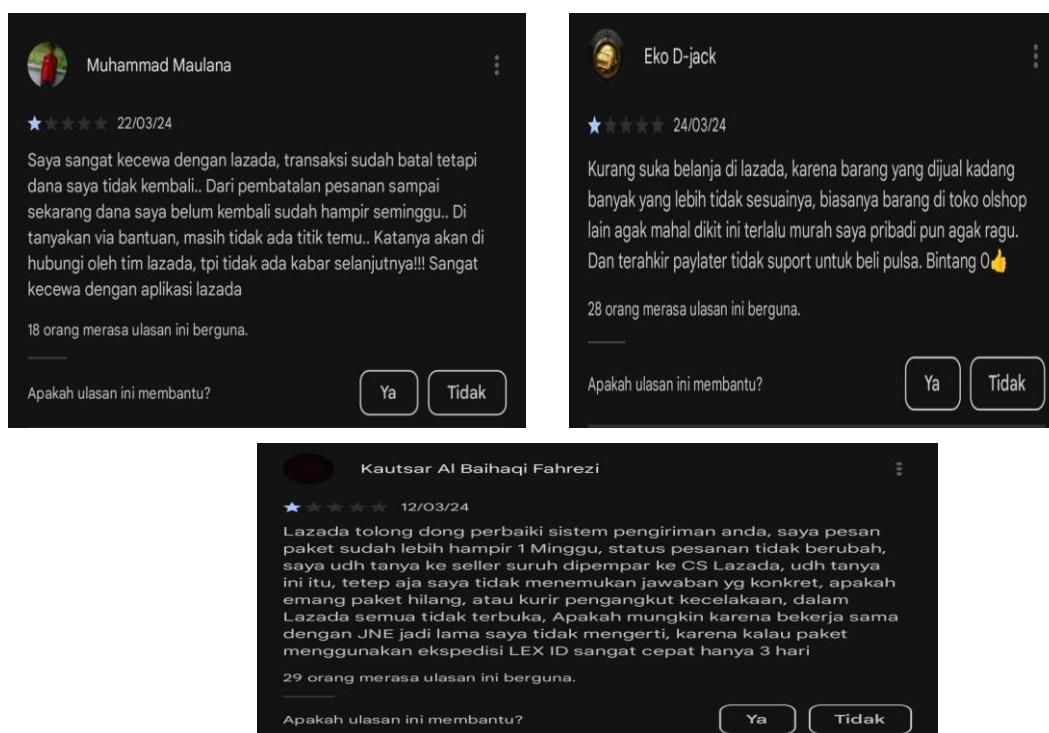 Muhammad Maulana
22/03/24
Saya sangat kecewa dengan lazada, transaksi sudah batal tetapi
dana saya tidak kembali.. Dari pembatalan pesanan sampai
sekarang dana saya belum kembali sudah hampir seminggu.. Di
tanyakan via bantuan, masih tidak ada titik temu.. Katanya akan di
hubungi oleh tim lazada, tpi tidak ada kabar selanjutnya!!! Sangat
kecewa dengan aplikasi lazada
18 orang merasa ulasan ini berguna.
Apakah ulasan ini membantu? Ya Tidak
Eko D-jack
24/03/24
Kurang suka belanja di lazada, karena barang yang dijual kadang
banyak yang lebih tidak sesuainya, biasanya barang di toko olshop
lain agak mahal dikit ini terlalu murah saya pribadi pun agak ragu.
Dan terahkir paylater tidak suport untuk beli pulsa. Bintang 0👍
28 orang merasa ulasan ini berguna.
Apakah ulasan ini membantu? Ya Tidak
Kautsar Al Baihaqi Fahrezi
12/03/24
Lazada tolong dong perbaiki sistem pengiriman anda, saya pesan
paket sudah lebih hampir 1 Minggu, status pesanan tidak berubah,
saya udh tanya ke seller suruh dipempar ke CS Lazada, udh tanya
ini itu, tetep aja saya tidak menemukan jawaban yg konkret, apakah
emang paket hilang, atau kurir pengangkut kecelakaan, dalam
Lazada semua tidak terbuka, Apakah mungkin karena bekerja sama
dengan JNE jadi lama saya tidak mengerti, karena kalau paket
menggunakan ekspedisi LEX ID sangat cepat hanya 3 hari
29 orang merasa ulasan ini berguna.
Apakah ulasan ini membantu? Ya Tidak